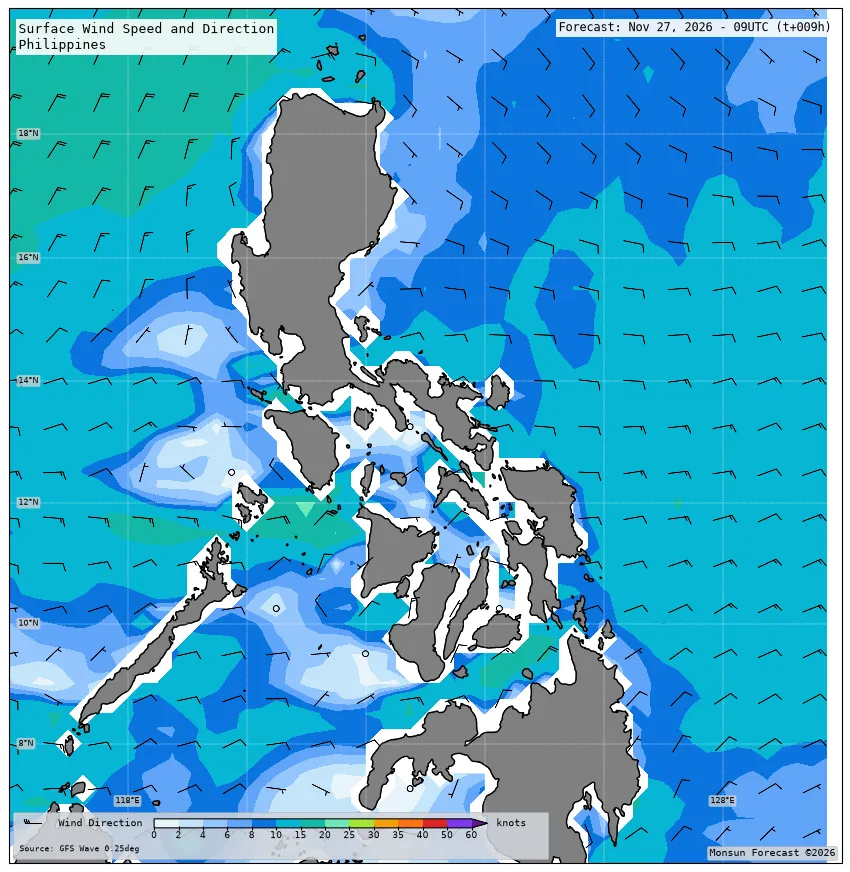 Surface Wind Speed and Direction
Philippines
Forecast: Nov 27, 2026 - 09UTC (t+009h)
18°N
16°N
14°N
12°N
10°N
8°N
118°E
128°E
Wind Direction
0 2 4 6 8 10 15 20 25 30 35 40 50 60 knots
Source: GFS Wave 0.25deg
Monsun Forecast ©2026